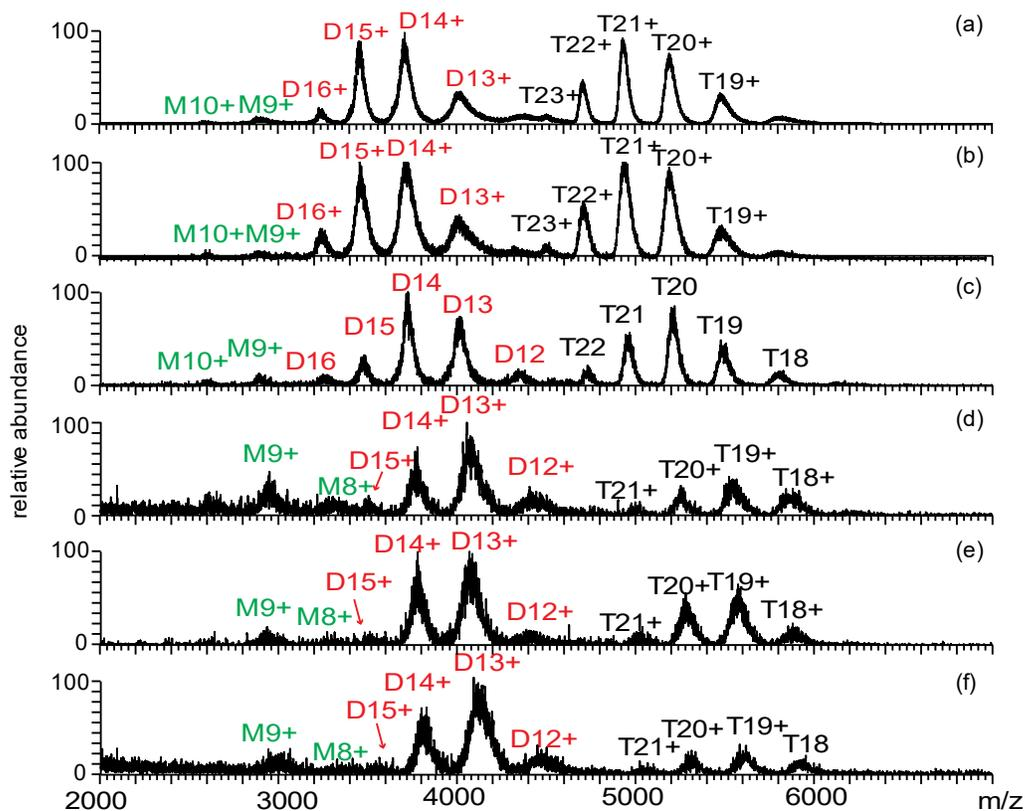 relative abundance
100
0
M10+ M9+ D16+ D15+ D14+ D13+ T23+ T22+ T21+ T20+ T19+
(a)
100
0
M10+ M9+ D16+ D15+ D14+ D13+ T23+ T22+ T21+ T20+ T19+
(b)
100
0
M10+ M9+ D16 D15 D14 D13 D12 T22 T21 T20 T19 T18
(c)
100
0
M9+ M8+ D15+ D14+ D13+ D12+ T21+ T20+ T19+ T18+
(d)
100
0
M9+ M8+ D15+ D14+ D13+ D12+ T21+ T20+ T19+ T18+
(e)
100
0
M9+ M8+ D15+ D14+ D13+ D12+ T21+ T20+ T19+ T18
(f)
2000 3000 4000 5000 6000 m/z